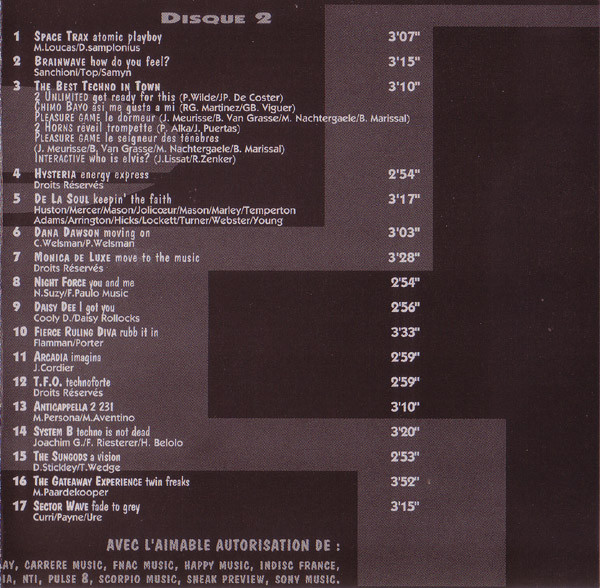 DISQUE 2
1 SPACE TRAX atomic playboy 3'07"
M.Loucas/D.samplonius
2 BRAINWAVE how do you feel? 3'15"
Sanchioni/Top/Samyn
3 THE BEST TECHNO IN TOWN 3'10"
2 UNLIMITED get ready for this (P.Wilde/JP. De Coster)
CHIMO BAYO asi me gusta a mi (RG. Martinez/GB. Viguer)
PLEASURE GAME le dormeur (J. Meurisse/B. Van Grasse/M. Nachtergaele/B. Marissal)
2 HORNS réveil trompette (P. Alka/J. Puertas)
PLEASURE GAME le seigneur des ténèbres
(J. Meurisse/B, Van Grasse/M. Nachtergaele/B. Marissal)
INTERACTIVE who is elvis? (J.Lissat/R.Zenker)
4 HYSTERIA energy express 2'54"
Droits Réservés
5 DE LA SOUL keepin' the faith 3'17"
Huston/Mercer/Mason/Jolicœur/Mason/Marley/Temperton
Adams/Arrington/Hicks/Lockett/Turner/Webster/Young
6 DANA DAWSON moving on 3'03"
C.Welsman/P.Welsman
7 MONICA DE LUXE move to the music 3'28"
Droits Réservés
8 NIGHT FORCE you and me 2'54"
N.Suzy/F.Paulo Music
9 DAISY DEE I got you 2'56"
Cooly D./Daisy Rollocks
10 FIERCE RULING DIVA rubb it in 3'33"
Flamman/Porter
11 ARCADIA imagina 2'59"
J.Cordier
12 T.F.O. technoforte 2'59"
Droits Réservés
13 ANTICAPPELLA 2 231 3'10"
M.Persona/M.Aventino
14 SYSTEM B techno is not dead 3'20"
Joachim G./F. Riesterer/H. Belolo
15 THE SUNGODS a vision 2'53"
D.Stickley/T.Wedge
16 THE GATEAWAY EXPERIENCE twin freaks 3'52"
M.Paardekooper
17 SECTOR WAVE fade to grey 3'15"
Curri/Payne/Ure
AVEC L'AIMABLE AUTORISATION DE :
AY, CARRERE MUSIC, FNAC MUSIC, HAPPY MUSIC, INDISC FRANCE,
IA, NTI, PULSE 8, SCORPIO MUSIC, SNEAK PREVIEW, SONY MUSIC.